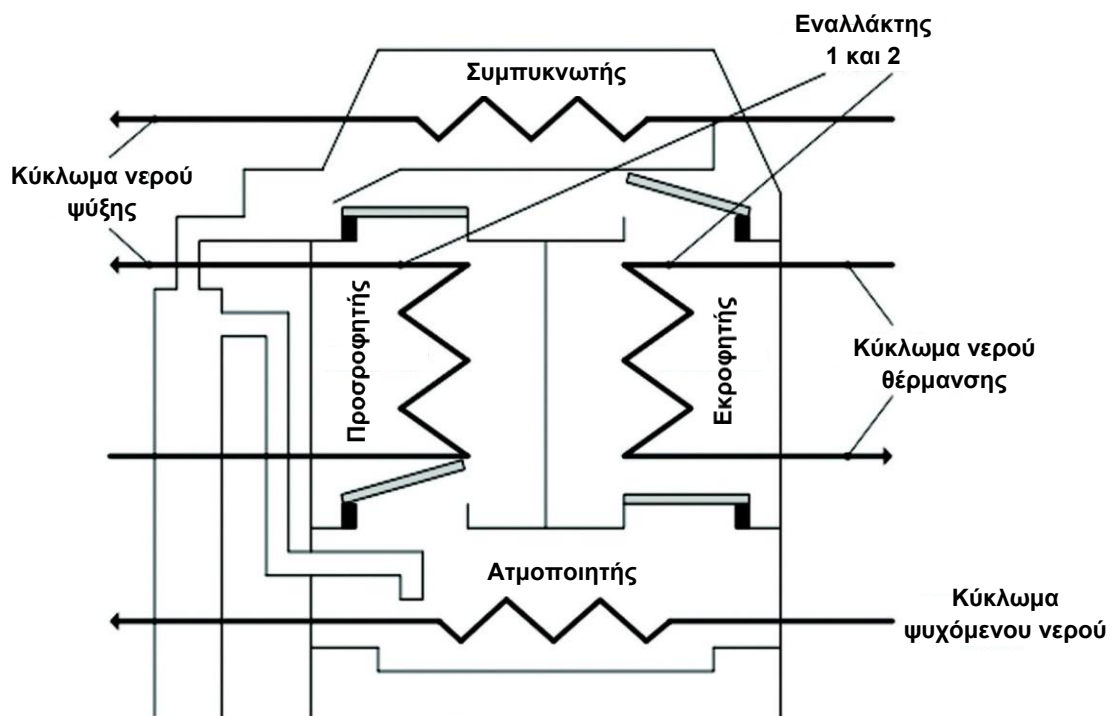 Εναλλάκτης
1 και 2
Συμπυκνωτής
Κύκλωμα νερού
ψύξης
Προσροφητής
Εκροφητής
Κύκλωμα νερού
θέρμανσης
Ατμοποιητής
Κύκλωμα
ψυχόμενου νερού